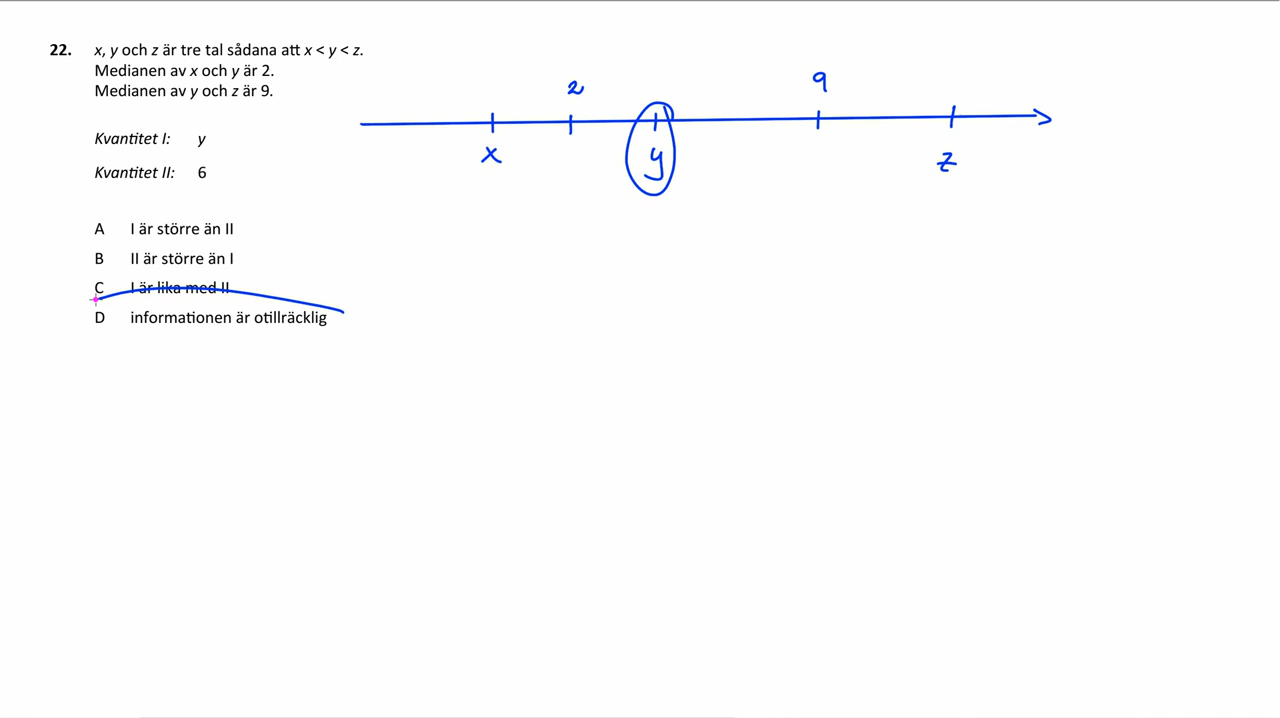 22. x, y och z är tre tal sådana att x < y < z.
Medianen av x och y är 2.
Medianen av y och z är 9.
Kvantitet I: y
Kvantitet II: 6
A I är större än II
B II är större än I
C I är lika med II
D informationen är otillräcklig
2 9
x y z